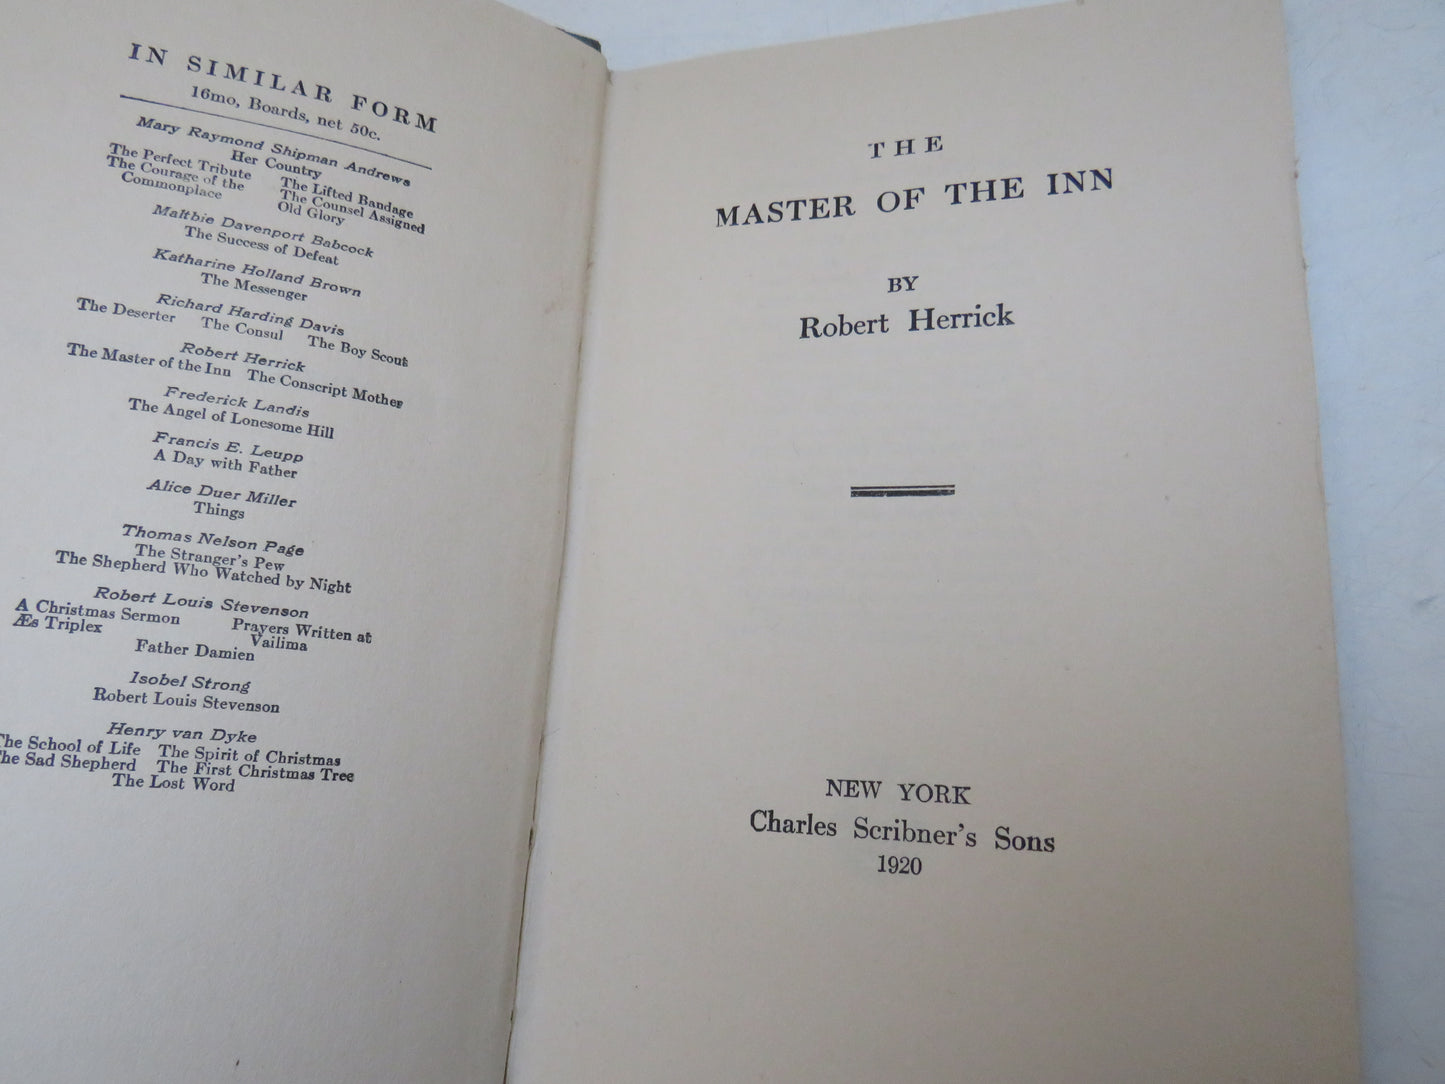 IN SIMILAR FORM
16mo, Boards, net 50c.
Mary Raymond Shipman Andrews
Her Country
The Perfect Tribute The Lifted Bandage
The Courage of the The Counsel Assigned
Commonplace Old Glory
Maltbie Davenport Babcock
The Success of Defeat
Katharine Holland Brown
The Messenger
Richard Harding Davis
The Deserter The Consul The Boy Scout
Robert Herrick
The Master of the Inn The Conscript Mother
Frederick Landis
The Angel of Lonesome Hill
Francis E. Leupp
A Day with Father
Alice Duer Miller
Things
Thomas Nelson Page
The Stranger's Pew
The Shepherd Who Watched by Night
Robert Louis Stevenson
A Christmas Sermon Prayers Written at
Æs Triplex Vailima
Father Damien
Isobel Strong
Robert Louis Stevenson
Henry van Dyke
The School of Life The Spirit of Christmas
The Sad Shepherd The First Christmas Tree
The Lost Word
THE
MASTER OF THE INN
BY
Robert Herrick
NEW YORK
Charles Scribner's Sons
1920